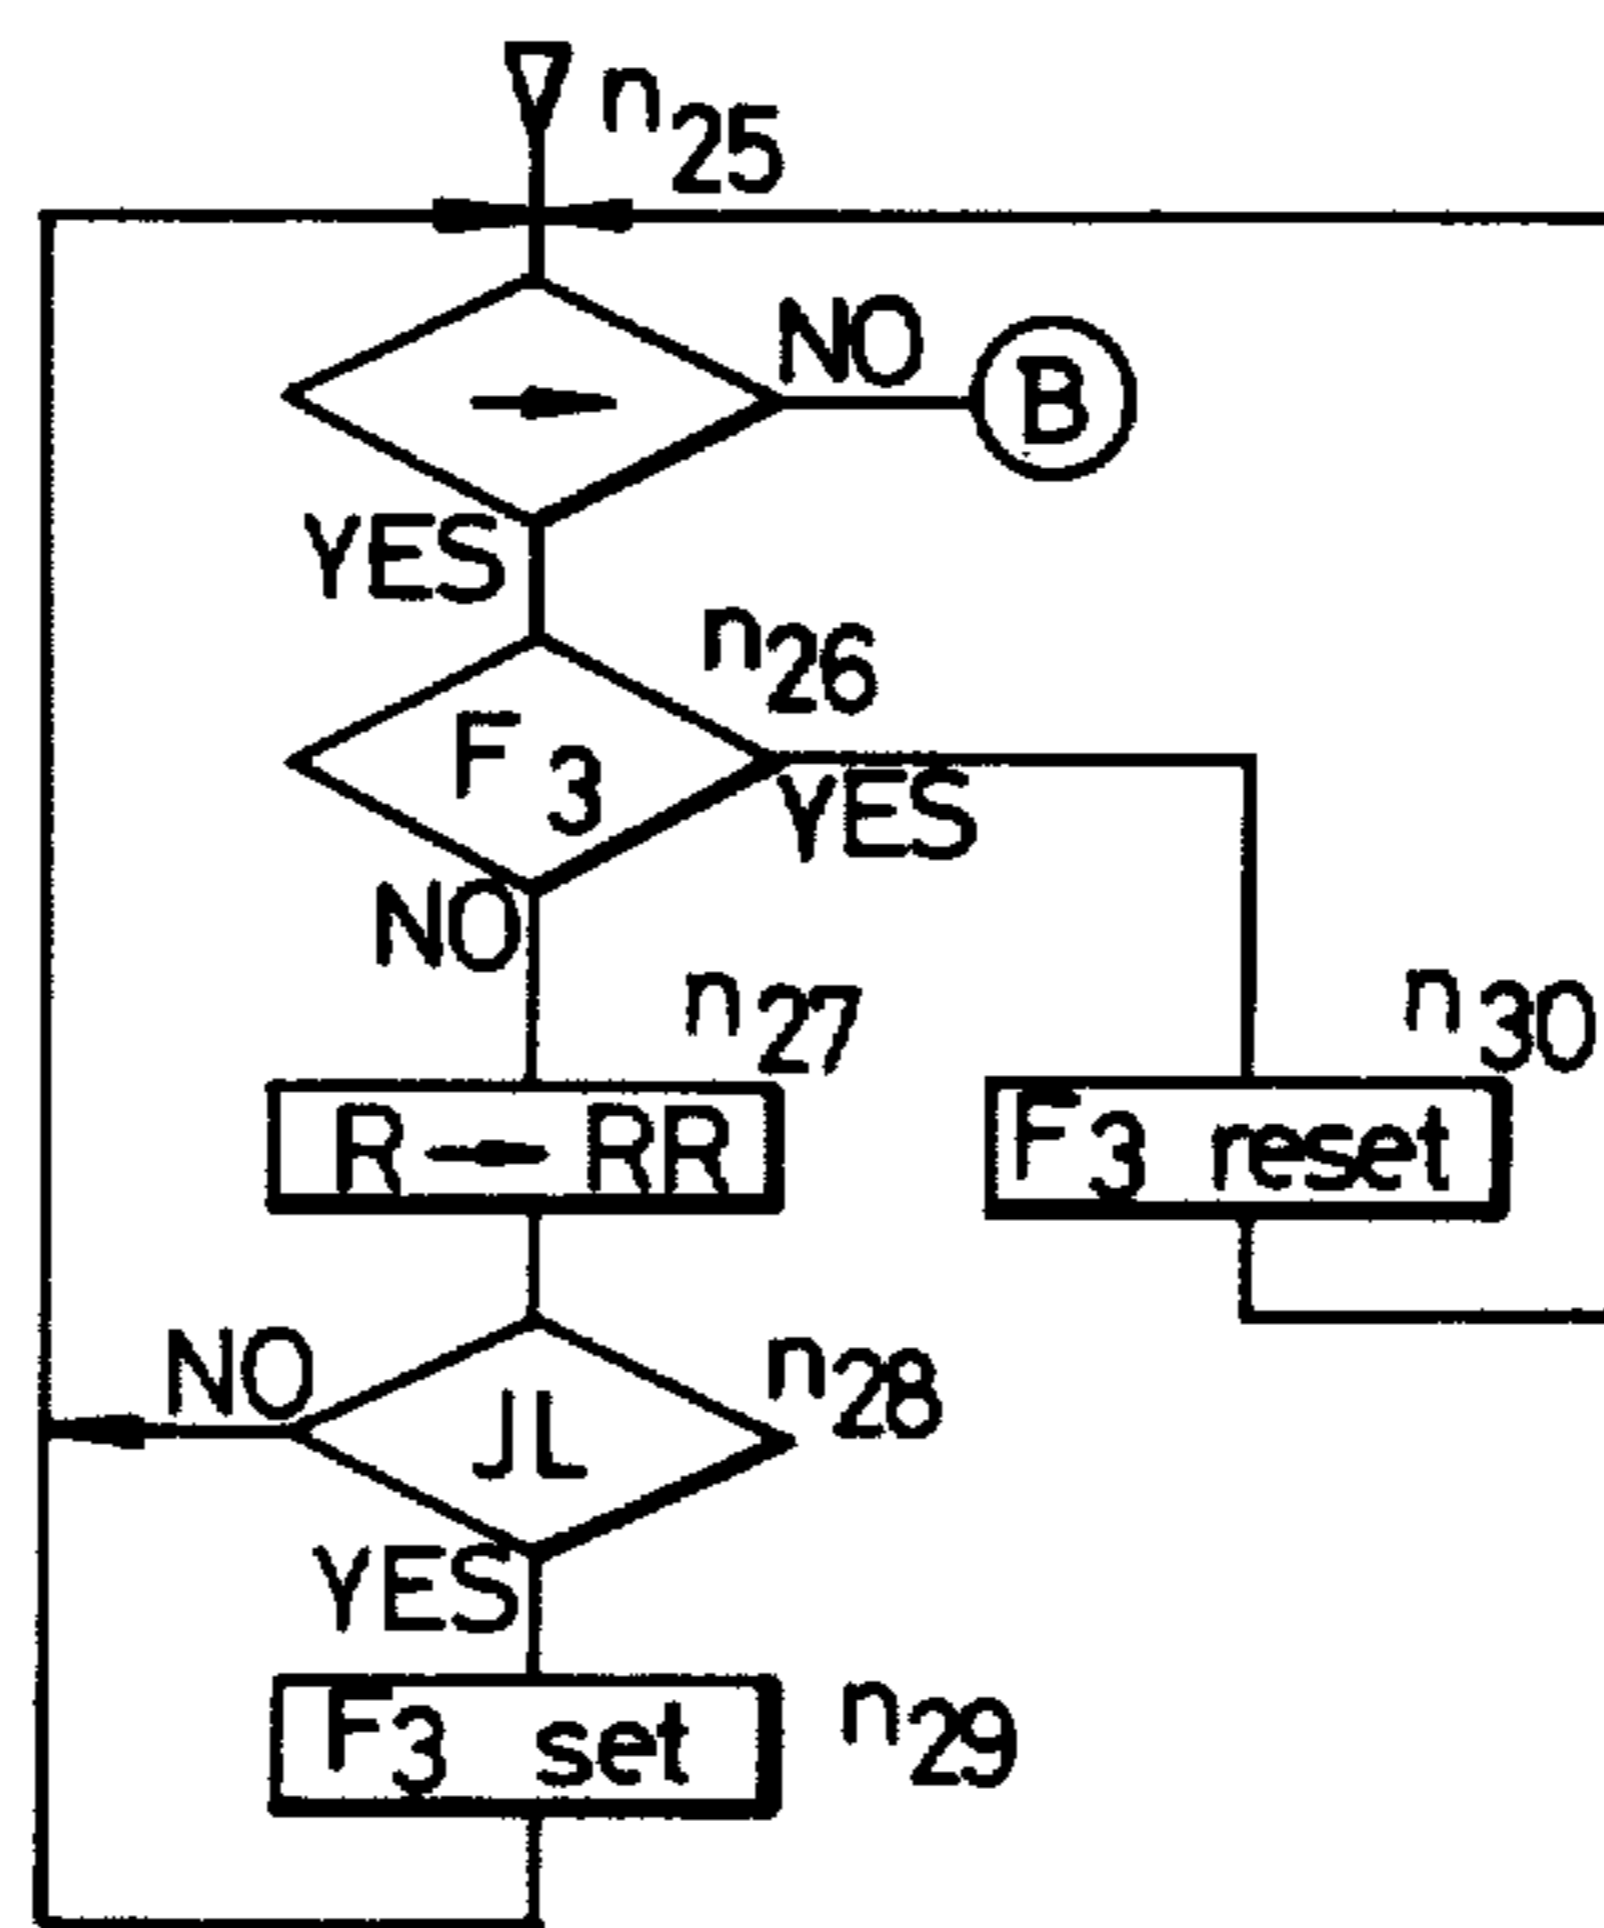 n25
NO
B
YES
n26
F3
YES
NO
n27
n30
R → RR
F3 reset
NO
n28
JL
YES
F3 set
n29